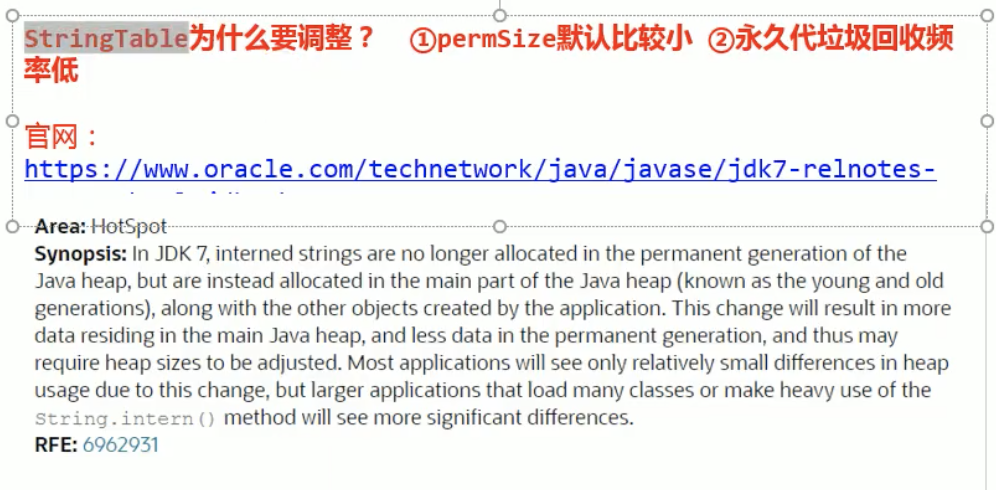 StringTable为什么要调整？ ①permSize默认比较小 ②永久代垃圾回收频
率低
官网：
https://www.oracle.com/technetwork/java/javase/jdk7-relnotes-
Area: HotSpot
Synopsis: In JDK 7, interned strings are no longer allocated in the permanent generation of the
Java heap, but are instead allocated in the main part of the Java heap (known as the young and old
generations), along with the other objects created by the application. This change will result in more
data residing in the main Java heap, and less data in the permanent generation, and thus may
require heap sizes to be adjusted. Most applications will see only relatively small differences in heap
usage due to this change, but larger applications that load many classes or make heavy use of the
String.intern() method will see more significant differences.
RFE: 6962931